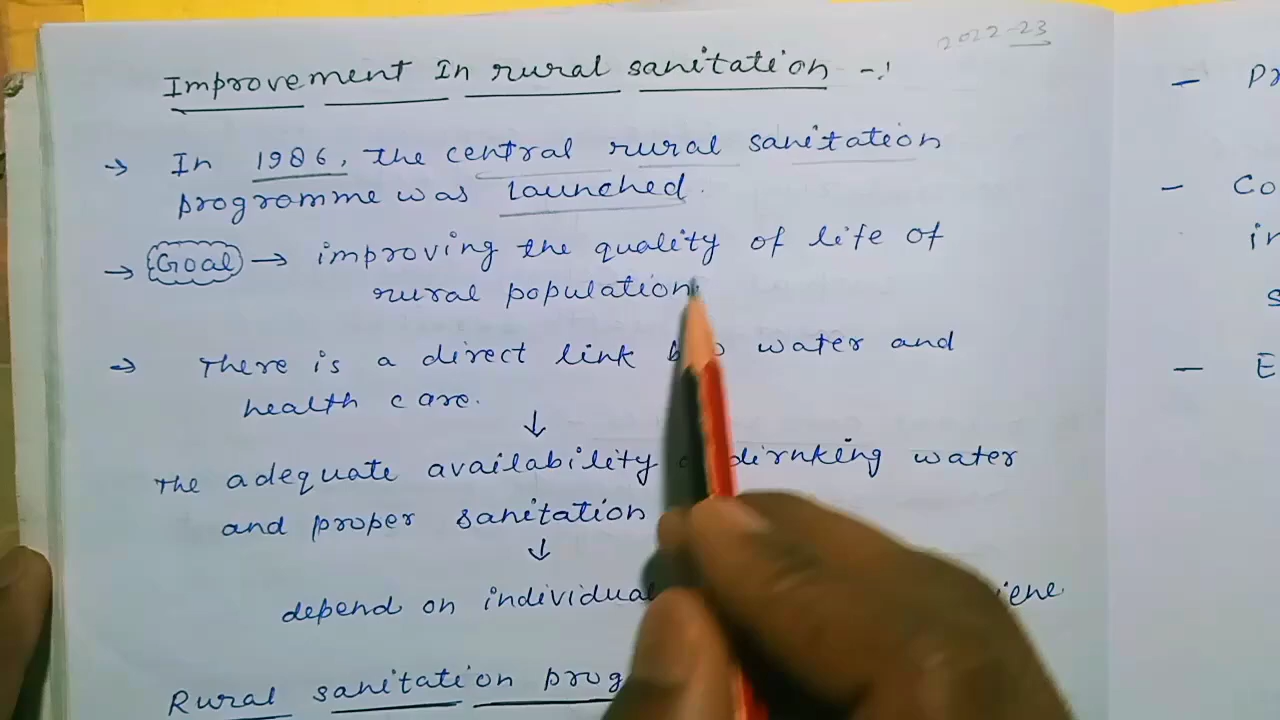 2022-23
Improvement In rural sanitation -:
→ In 1986, the central rural sanitation
programme was launched.
→ Goal → improving the quality of life of
rural population
→ There is a direct link water and
health care.
↓
The adequate availability dirnking water
and proper sanitation
↓
depend on individual
Rural sanitation
-
-
-